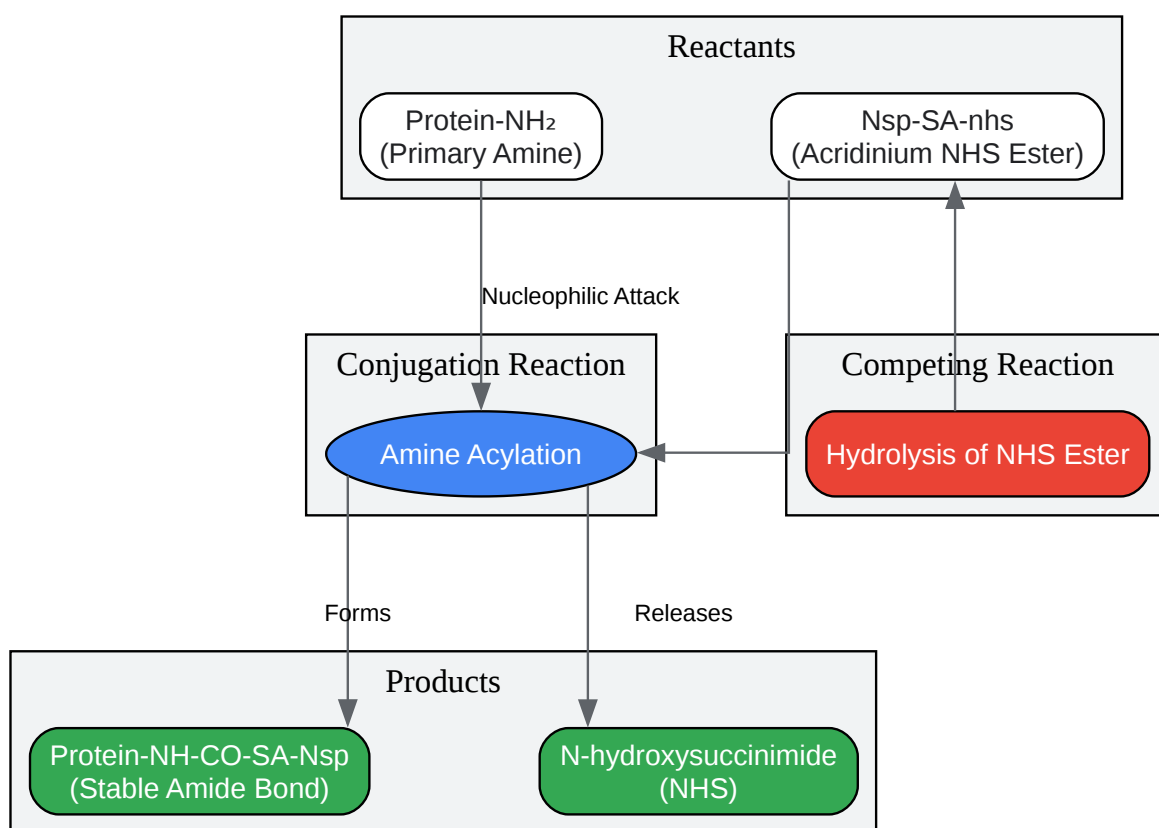 Reactants
Protein-NH₂
(Primary Amine)
Nsp-SA-nhs
(Acridinium NHS Ester)
Nucleophilic Attack
Conjugation Reaction
Amine Acylation
Competing Reaction
Hydrolysis of NHS Ester
Forms
Releases
Products
Protein-NH-CO-SA-Nsp
(Stable Amide Bond)
N-hydroxysuccinimide
(NHS)